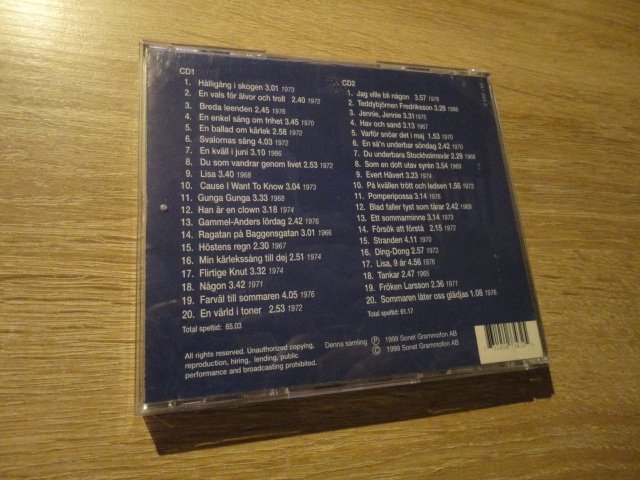 CD1
1. Hålligång i skogen 3.01 1973
2. En vals för älvor och troll 2.40 1972
3. Breda leenden 2.45 1976
4. En enkel sång om frihet 3.45 1970
5. En ballad om kärlek 2.58 1972
6. Svalornas sång 4.03 1972
7. En kväll i juni 3.10 1986
8. Du som vandrar genom livet 2.53 1972
9. Lisa 3.40 1968
10. Cause I Want To Know 3.04 1973
11. Gunga Gunga 3.33 1968
12. Han är en clown 3.18 1974
13. Gammel-Anders lördag 2.42 1976
14. Ragatan på Baggensgatan 3.01 1966
15. Höstens regn 2.30 1967
16. Min kärlekssång till dej 2.51 1974
17. Flirtige Knut 3.32 1974
18. Någon 3.42 1971
19. Farväl till sommaren 4.05 1976
20. En värld i toner 2.53 1972
Total speltid: 65.03
CD2
1. Jag ville bli någon 3.57 1976
2. Teddybjörnen Fredriksson 3.28 1986
3. Jennie, Jennie 3.31 1975
4. Hav och sand 3.13 1967
5. Varför snöar det i maj 1.53 1970
6. En så'n underbar söndag 2.42 1970
7. Du underbara Stockholmsvår 2.29 1966
8. Som en doft utav syrén 3.54 1969
9. Evert Håvert 3.14 1973
10. På kvällen trött och ledsen 1.56 1973
11. Pomperipossa 3.14 1976
12. Blad faller tyst som tårar 2.42 1969
13. Ett sommarminne 3.14 1973
14. Försök att förstå 2.15 1972
15. Stranden 4.11 1970
16. Ding-Dong 2.57 1973
17. Lisa, 9 år 4.56 1976
18. Tankar 2.47 1965
19. Fröken Larsson 2.36 1971
20. Sommaren låter oss glädjas 1.08 1976
Total speltid: 61.17
All rights reserved. Unauthorized copying,
reproduction, hiring, lending, public
performance and broadcasting prohibited.
Denna samling Ⓟ 1999 Sonet Grammofon AB
© 1999 Sonet Grammofon AB